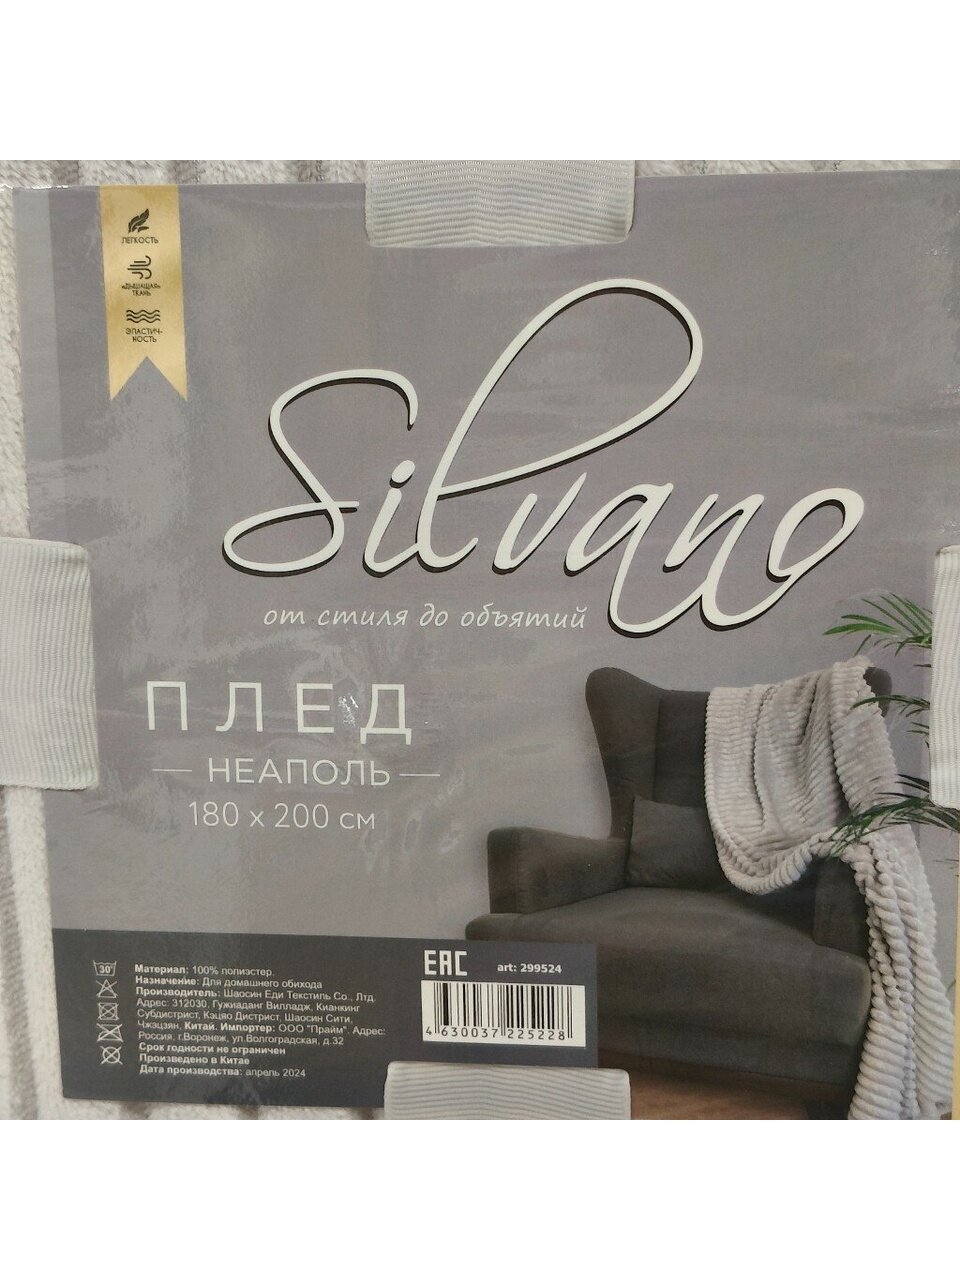 ЛЕГКОСТЬ
«ДЫШАЩАЯ»
ТКАНЬ
ЭЛАСТИЧ-
НОСТЬ
Silvano
от стиля до объятий
ПЛЕД
— НЕАПОЛЬ —
180 х 200 см
30°
Материал: 100% полиэстер.
Назначение: Для домашнего обихода
Производитель: Шаосин Еди Текстиль Со., Лтд.
Адрес: 312030, Гужиаданг Вилладж, Кианкинг
Субдистрист, Кэцяо Дистрист, Шаосин Сити,
Чжэцзян, Китай. Импортер: ООО "Прайм". Адрес:
Россия, г.Воронеж, ул.Волгоградская, д.32
Срок годности не ограничен
Произведено в Китае
Дата производства: апрель 2024
EAC
art: 299524
4 630037 225228